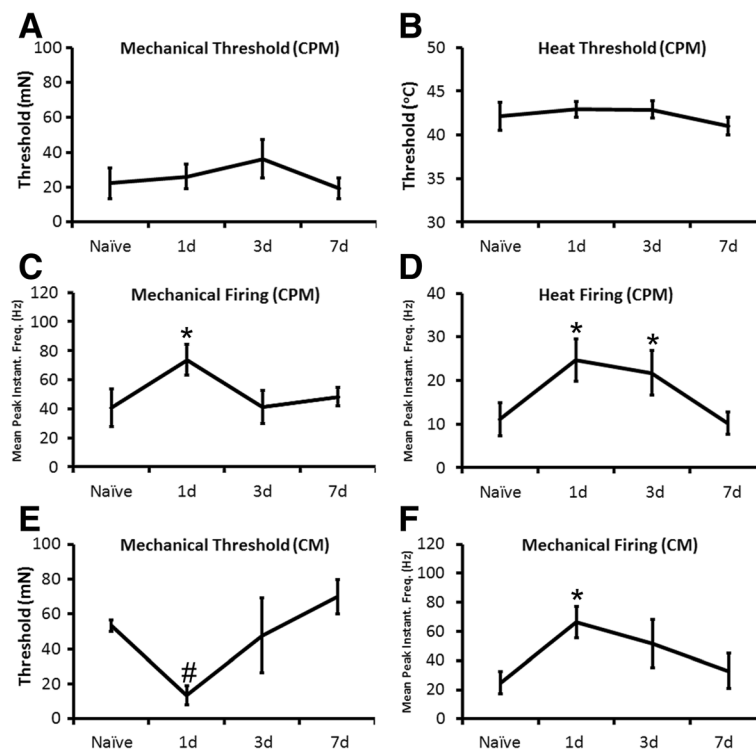 A
Mechanical Threshold (CPM)
Threshold (mN)
100
80
60
40
20
0
Naïve 1d 3d 7d
B
Heat Threshold (CPM)
Threshold (°C)
50
45
40
35
30
Naïve 1d 3d 7d
C
Mechanical Firing (CPM)
Mean Peak Instant. Freq. (Hz)
120
100
80
60
40
20
0
*
Naïve 1d 3d 7d
D
Heat Firing (CPM)
Mean Peak Instant. Freq. (Hz)
40
30
20
10
0
* *
Naïve 1d 3d 7d
E
Mechanical Threshold (CM)
Threshold (mN)
100
80
60
40
20
0
#
Naïve 1d 3d 7d
F
Mechanical Firing (CM)
Mean Peak Instant. Freq. (Hz)
120
100
80
60
40
20
0
*
Naïve 1d 3d 7d